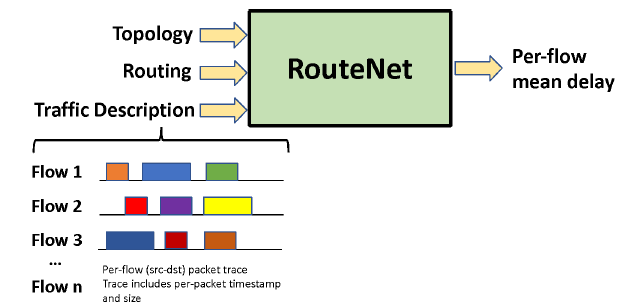 Topology
Routing
Traffic Description
RouteNet
Per-flow
mean delay
Flow 1
Flow 2
Flow 3
...
Flow n
Per-flow (src-dst) packet trace
Trace includes per-packet timestamp
and size